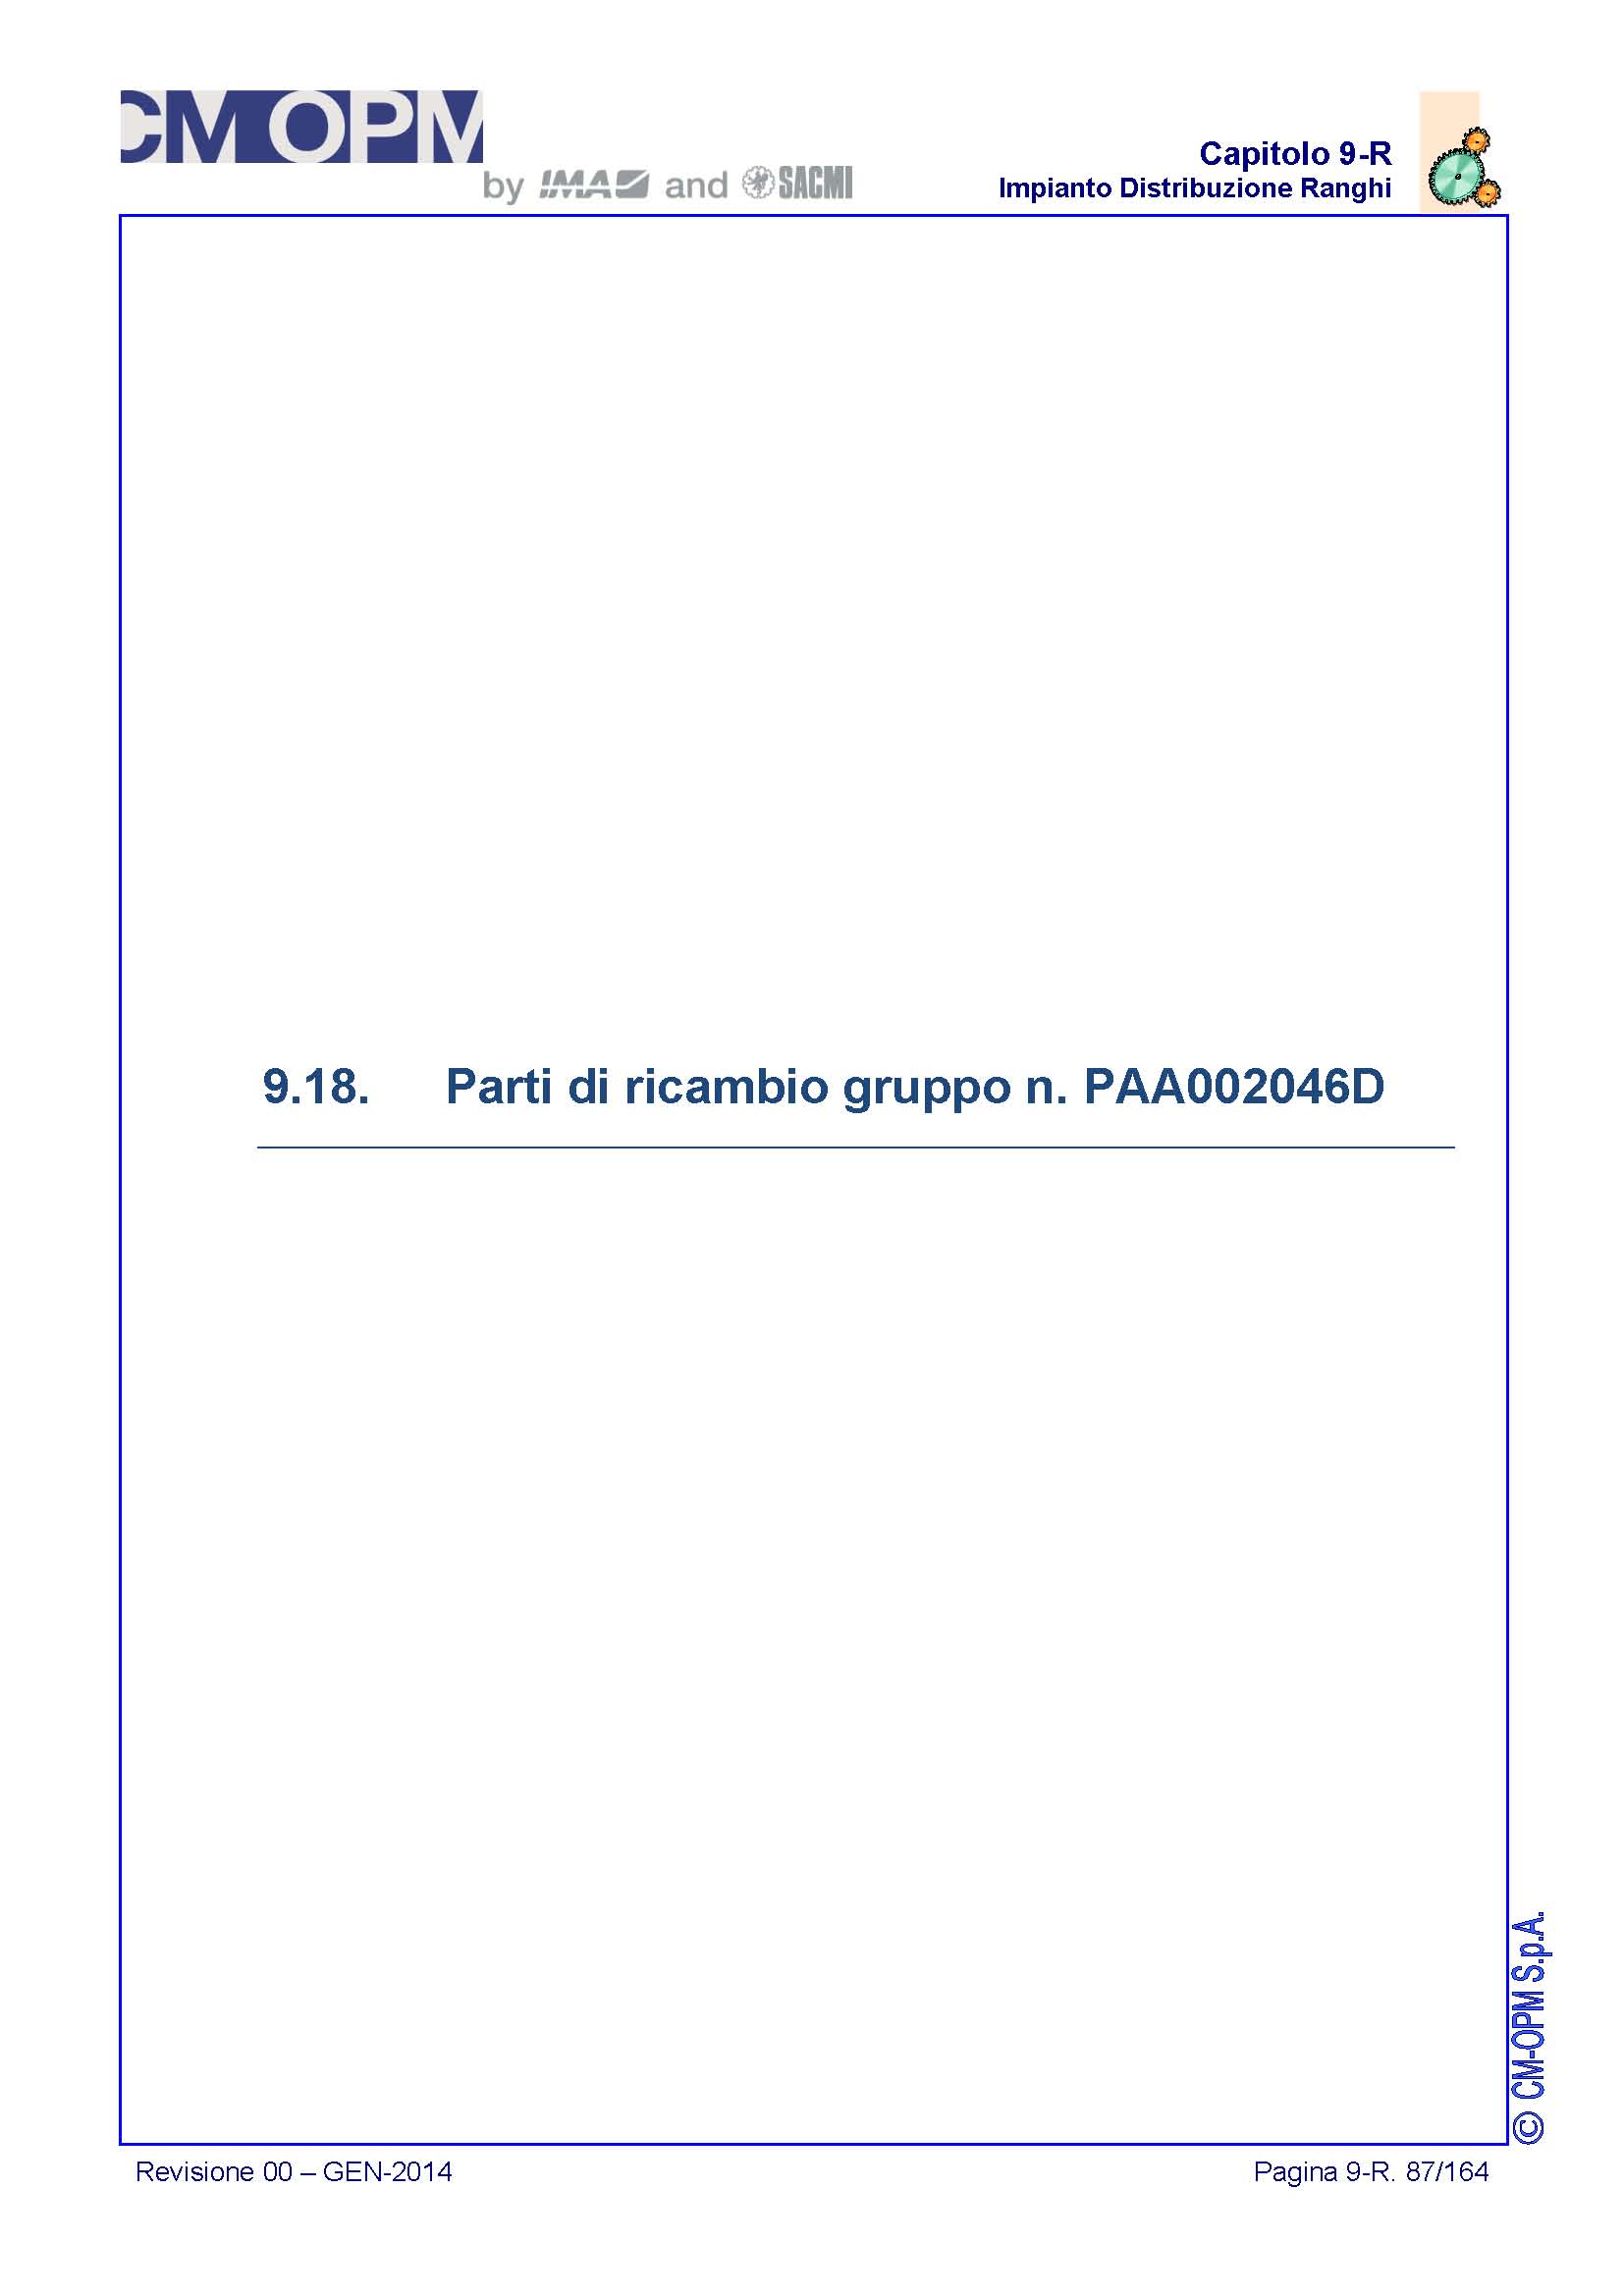 CM OPM
by IMA and SACMI
Capitolo 9-R
Impianto Distribuzione Ranghi
9.18. Parti di ricambio gruppo n. PAA002046D
© CM-OPM S.p.A.
Revisione 00 – GEN-2014
Pagina 9-R. 87/164